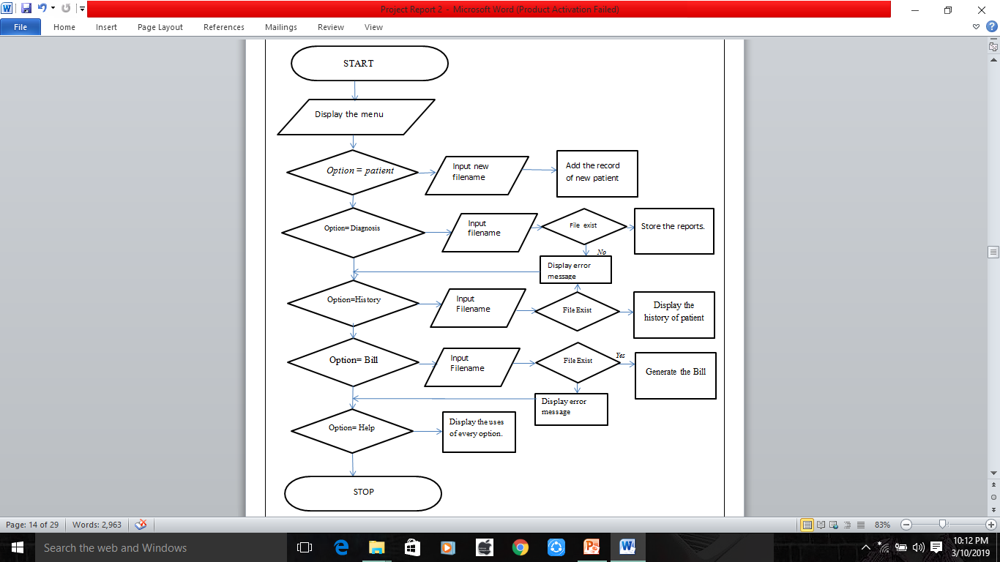 Project Report 2 - Microsoft Word (Product Activation Failed)
File Home Insert Page Layout References Mailings Review View
START
Display the menu
Option = patient
Input new
filename
Add the record
of new patient
Option= Diagnosis
Input
filename
File exist
Store the reports.
No
Display error
message
Option=History
Input
Filename
File Exist
Display the
history of patient
Option= Bill
Input
Filename
File Exist
Yes
Generate the Bill
Display error
message
Option= Help
Display the uses
of every option.
STOP
Page: 14 of 29 Words: 2,963 83%
Search the web and Windows
10:12 PM
3/10/2019